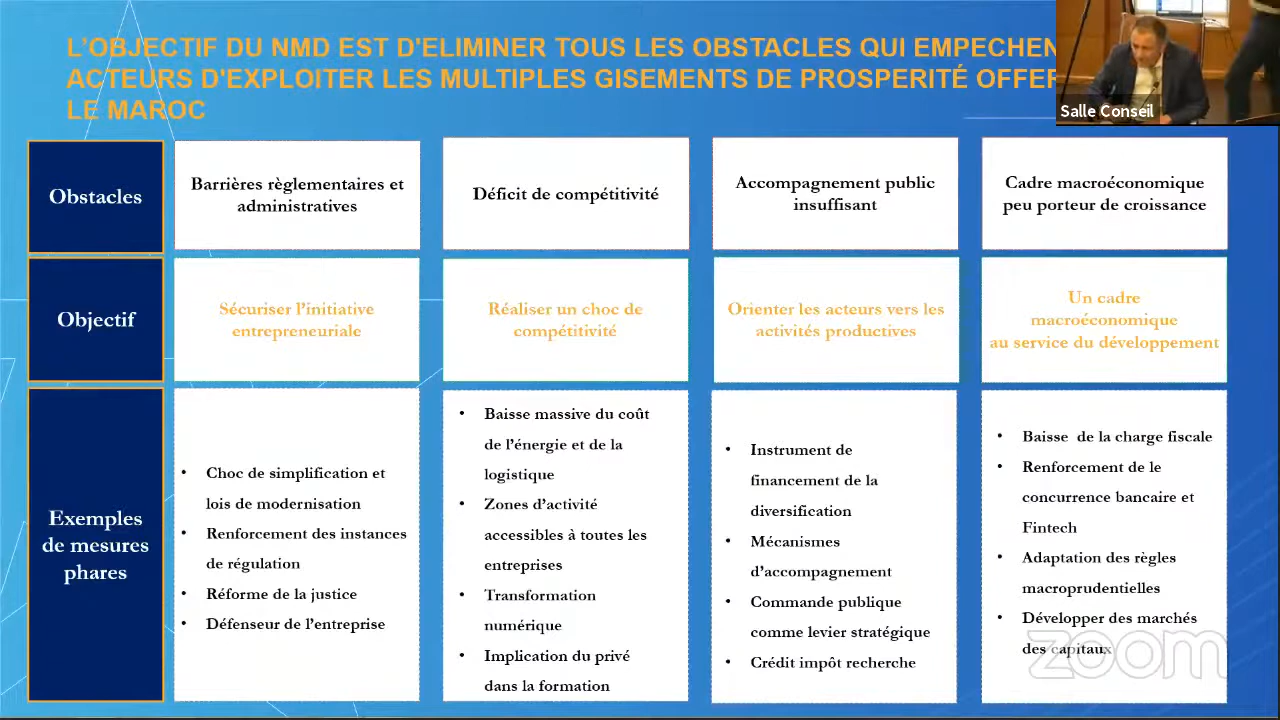 L'OBJECTIF DU NMD EST D'ELIMINER TOUS LES OBSTACLES QUI
ACTEURS D'EXPLOITER LES MULTIPLES GISEMENTS DE PROSPERITÉ
LE MAROC
Salle Conseil
Obstacles
Barrières règlementaires et
administratives
Déficit de compétitivité
Accompagnement public
insuffisant
Cadre macroéconomique
peu porteur de croissance
Objectif
Sécuriser l'initiative
entrepreneuriale
Réaliser un choc de
compétitivité
Orienter les acteurs vers les
activités productives
Un cadre
macroéconomique
au service du développement
Exemples
de mesures
phares
• Choc de simplification et
lois de modernisation
• Renforcement des instances
de régulation
• Réforme de la justice
• Défenseur de l'entreprise
• Baisse massive du coût
de l'énergie et de la
logistique
• Zones d'activité
accessibles à toutes les
entreprises
• Transformation
numérique
• Implication du privé
dans la formation
• Instrument de
financement de la
diversification
• Mécanismes
d'accompagnement
• Commande publique
comme levier stratégique
• Crédit impôt recherche
• Baisse de la charge fiscale
• Renforcement de le
concurrence bancaire et
Fintech
• Adaptation des règles
macroprudentielles
• Développer des marchés
des capitaux
zoom